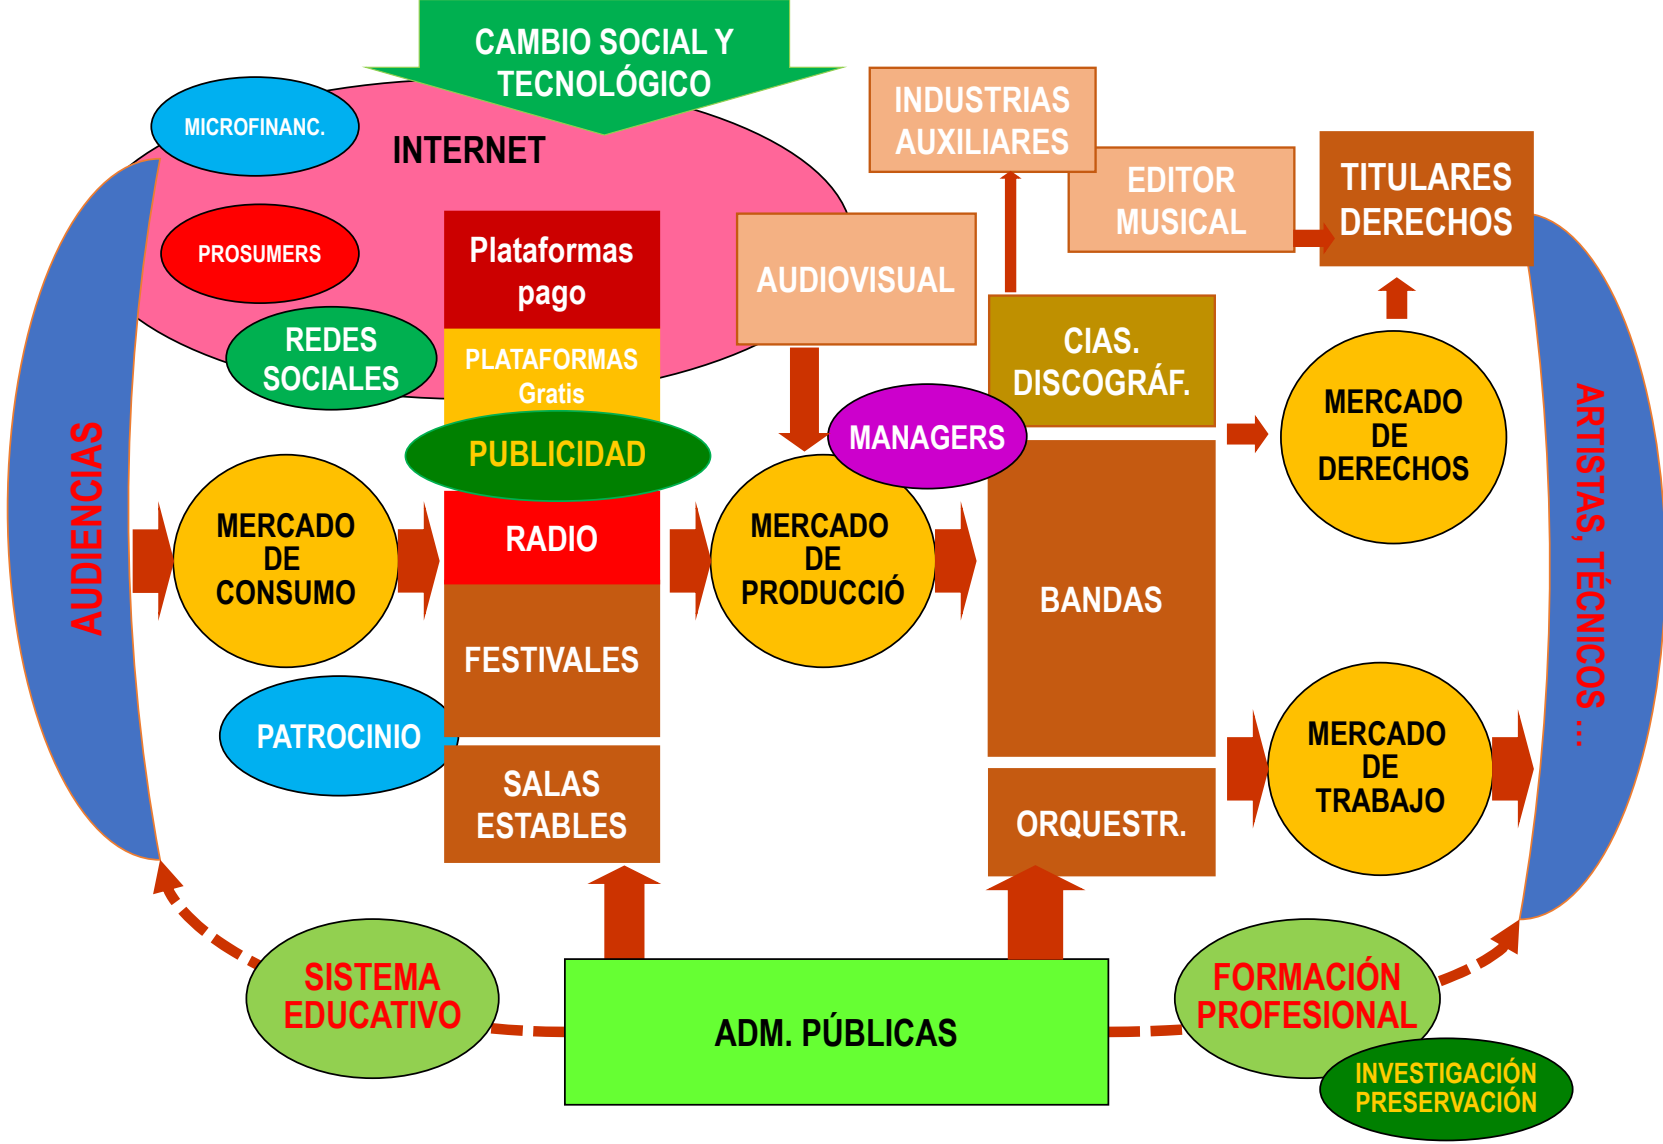 CAMBIO SOCIAL Y
TECNOLÓGICO
MICROFINANC.
INTERNET
INDUSTRIAS
AUXILIARES
EDITOR
MUSICAL
TITULARES
DERECHOS
PROSUMERS
Plataformas
pago
AUDIOVISUAL
REDES
SOCIALES
PLATAFORMAS
Gratis
CIAS.
DISCOGRÁF.
MERCADO
DE
DERECHOS
PUBLICIDAD
MANAGERS
AUDIENCIAS
MERCADO
DE
CONSUMO
RADIO
MERCADO
DE
PRODUCCIÓ
BANDAS
ARTISTAS, TÉCNICOS ...
FESTIVALES
PATROCINIO
SALAS
ESTABLES
ORQUESTR.
MERCADO
DE
TRABAJO
SISTEMA
EDUCATIVO
ADM. PÚBLICAS
FORMACIÓN
PROFESIONAL
INVESTIGACIÓN
PRESERVACIÓN